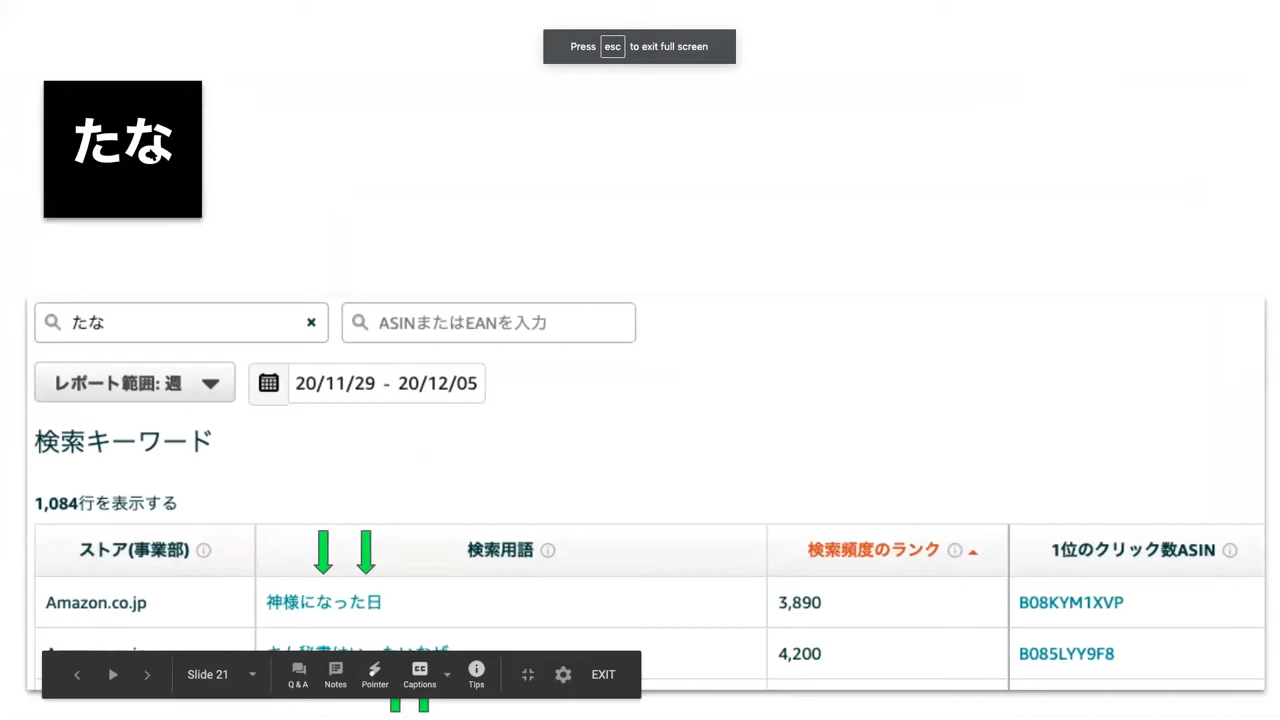 Press esc to exit full screen
たな
たな ×
ASINまたはEANを入力
レポート範囲: 週
20/11/29 - 20/12/05
検索キーワード
1,084行を表示する
ストア(事業部) 検索用語 検索頻度のランク 1位のクリック数ASIN
Amazon.co.jp 神様になった日 3,890 B08KYM1XVP
4,200 B085LYY9F8
Slide 21 Q & A Notes Pointer CC Captions Tips EXIT